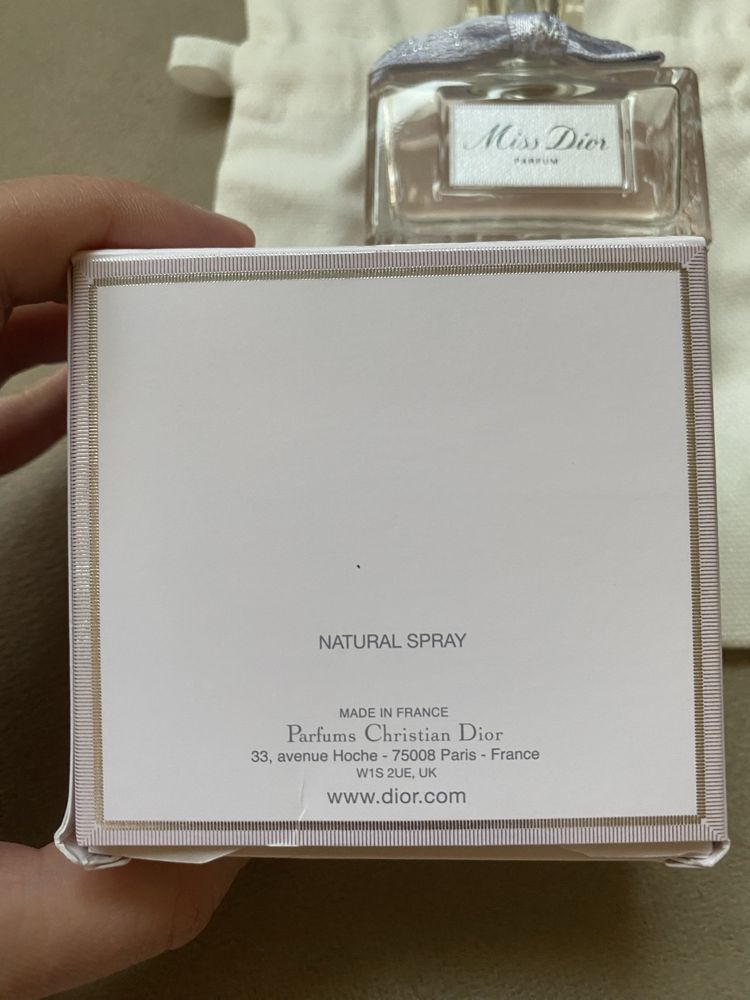 Miss Dior
PARFUM
NATURAL SPRAY
MADE IN FRANCE
Parfums Christian Dior
33, avenue Hoche - 75008 Paris - France
W1S 2UE, UK
www.dior.com